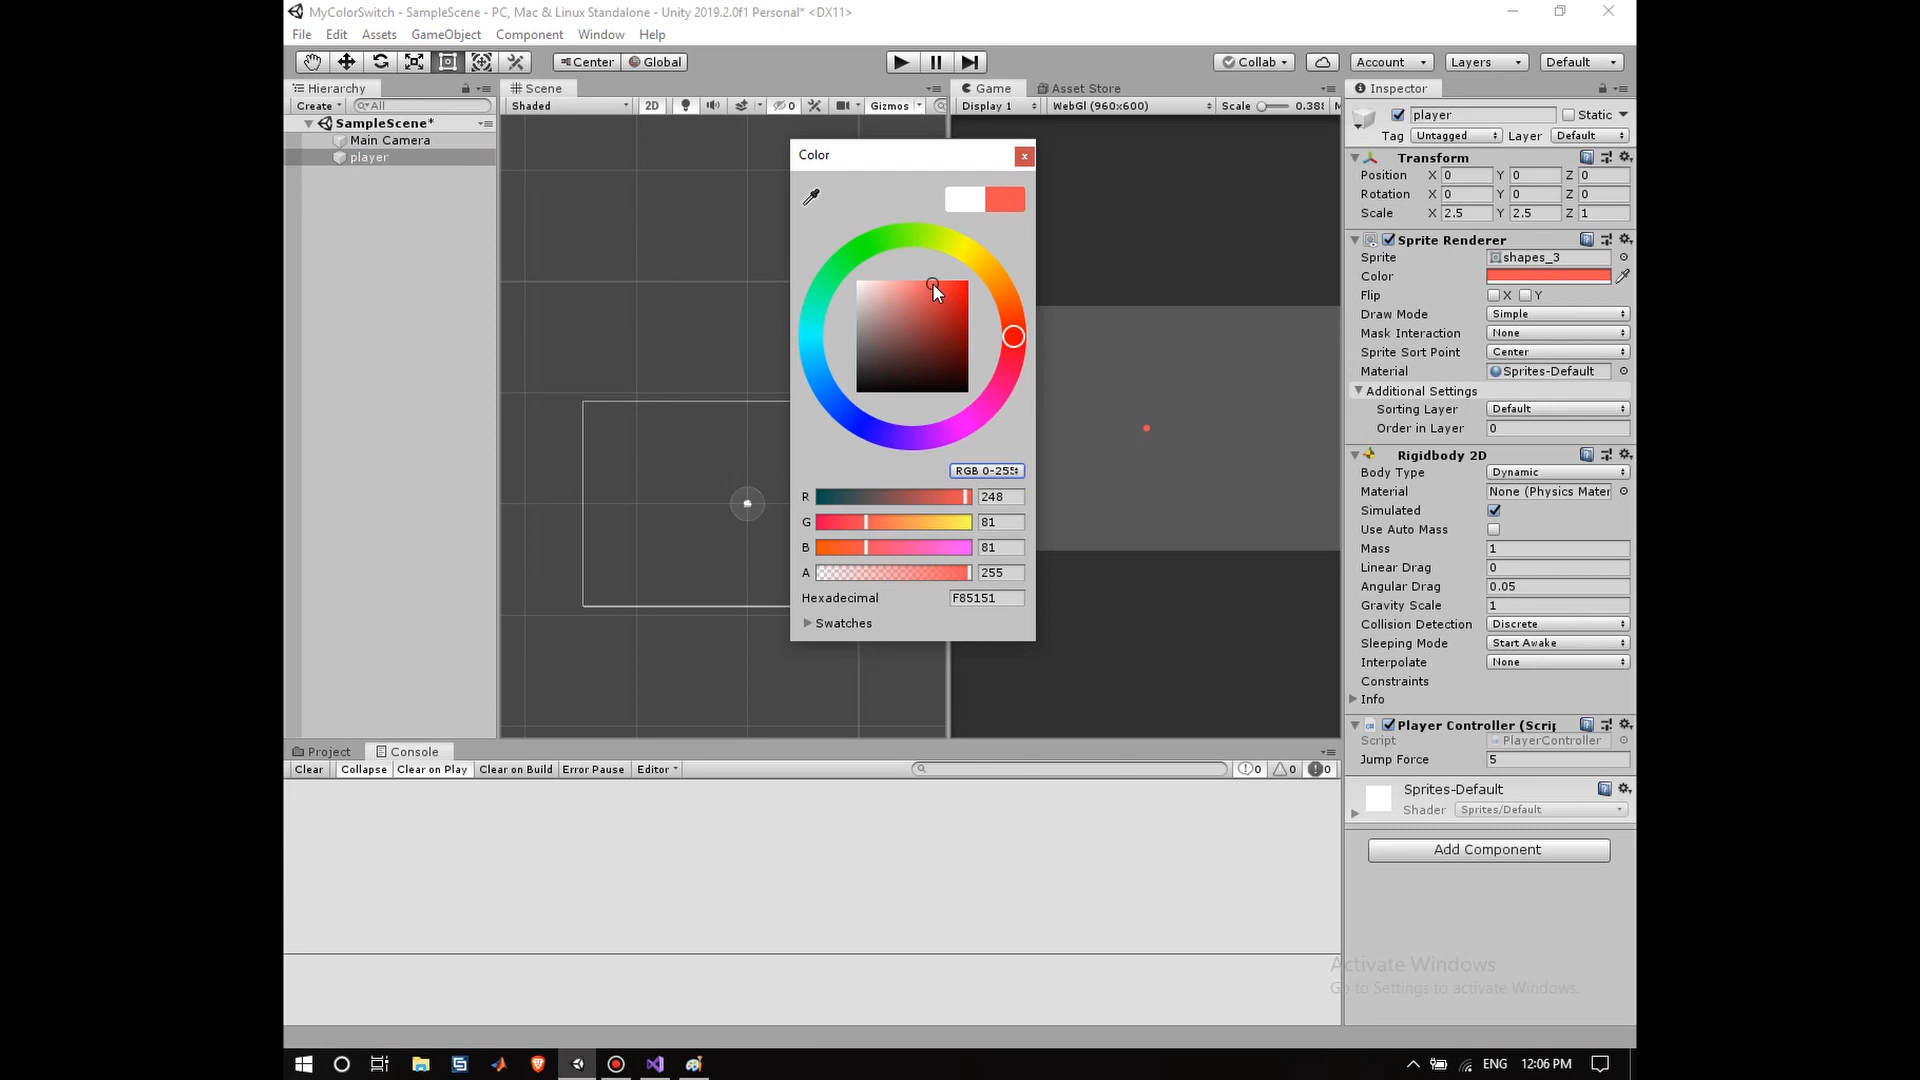 MyColorSwitch - SampleScene - PC, Mac & Linux Standalone - Unity 2019.2.0f1 Personal* <DX11>
File Edit Assets GameObject Component Window Help
Center Global
Collab Account Layers Default
Hierarchy
Create All
SampleScene*
Main Camera
player
Scene
Shaded 2D 0 Gizmos
Game Asset Store
Display 1 WebGl (960x600) Scale 0.388
Color
RGB 0-255
R 248
G 81
B 81
A 255
Hexadecimal F85151
Swatches
Inspector
player Static
Tag Untagged Layer Default
Transform
Position X 0 Y 0 Z 0
Rotation X 0 Y 0 Z 0
Scale X 2.5 Y 2.5 Z 1
Sprite Renderer
Sprite shapes_3
Color
Flip X Y
Draw Mode Simple
Mask Interaction None
Sprite Sort Point Center
Material Sprites-Default
Additional Settings
Sorting Layer Default
Order in Layer 0
Rigidbody 2D
Body Type Dynamic
Material None (Physics Mater
Simulated
Use Auto Mass
Mass 1
Linear Drag 0
Angular Drag 0.05
Gravity Scale 1
Collision Detection Discrete
Sleeping Mode Start Awake
Interpolate None
Constraints
Info
Player Controller (Scrip
Script PlayerController
Jump Force 5
Sprites-Default
Shader Sprites/Default
Add Component
Project Console
Clear Collapse Clear on Play Clear on Build Error Pause Editor 0 0 0
Activate Windows
Go to Settings to activate Windows.
ENG 12:06 PM